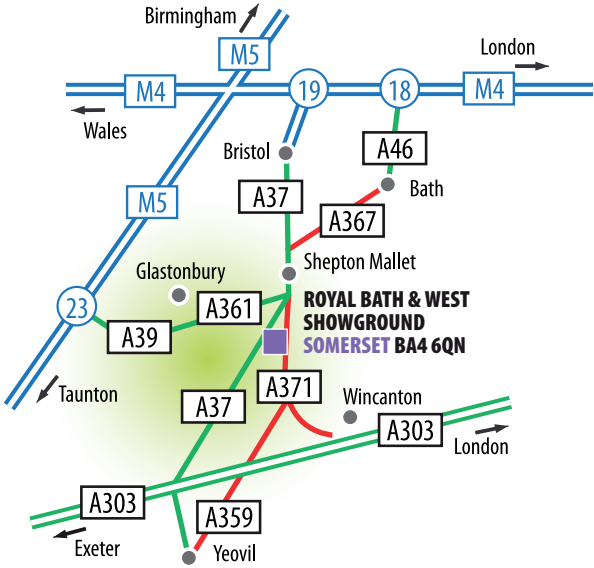 Birmingham
M5
London
M4
19
18
M4
Wales
Bristol
A46
A37
Bath
M5
A367
Shepton Mallet
Glastonbury
23
A361
ROYAL BATH & WEST
SHOWGROUND
SOMERSET BA4 6QN
A39
Taunton
A371
A37
Wincanton
A303
London
A303
A359
Exeter
Yeovil